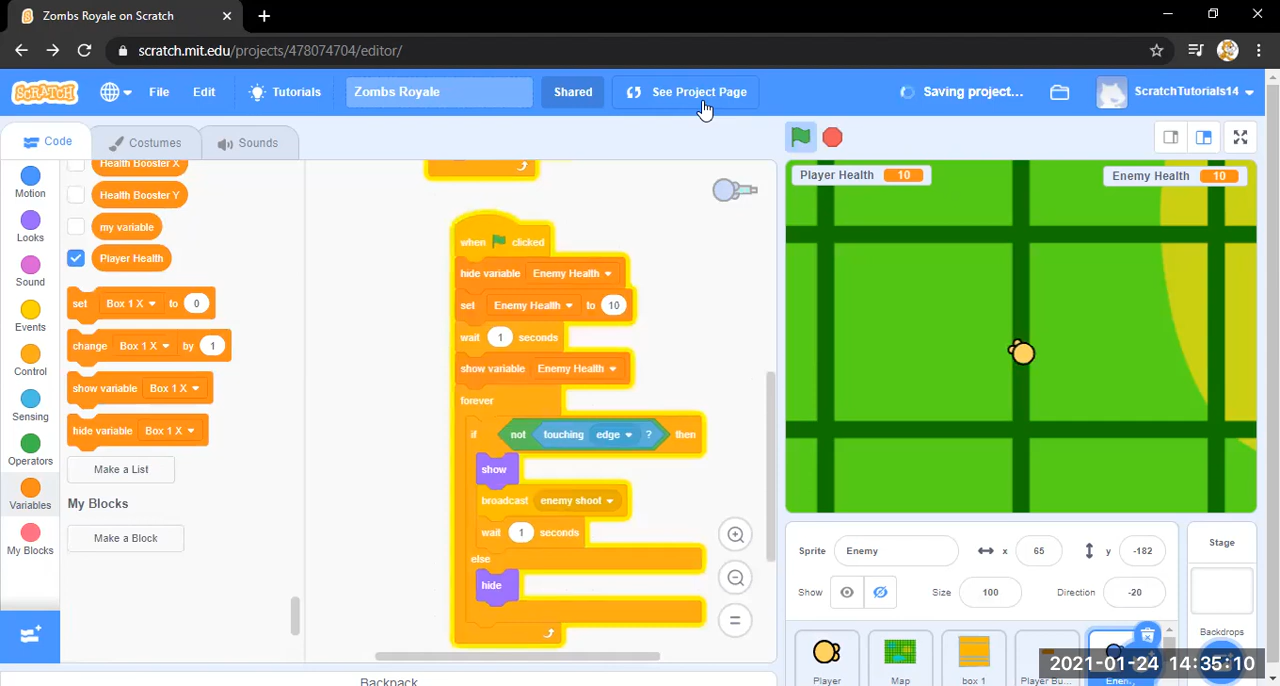 Zombs Royale on Scratch
scratch.mit.edu/projects/478074704/editor/
SCRATCH
File
Edit
Tutorials
Zombs Royale
Shared
See Project Page
Saving project...
ScratchTutorials14
Code
Costumes
Sounds
Motion
Looks
Sound
Events
Control
Sensing
Operators
Variables
My Blocks
Health Booster X
Health Booster Y
my variable
Player Health
set Box 1 X to 0
change Box 1 X by 1
show variable Box 1 X
hide variable Box 1 X
Make a List
My Blocks
Make a Block
when clicked
hide variable Enemy Health
set Enemy Health to 10
wait 1 seconds
show variable Enemy Health
forever
if not touching edge ? then
show
broadcast enemy shoot
wait 1 seconds
else
hide
Backpack
Player Health 10
Enemy Health 10
Sprite Enemy x 65 y -182
Show Size 100 Direction -20
Stage
Backdrops
Player
Map
box 1
Player Bu...
2021-01-24 14:35:10